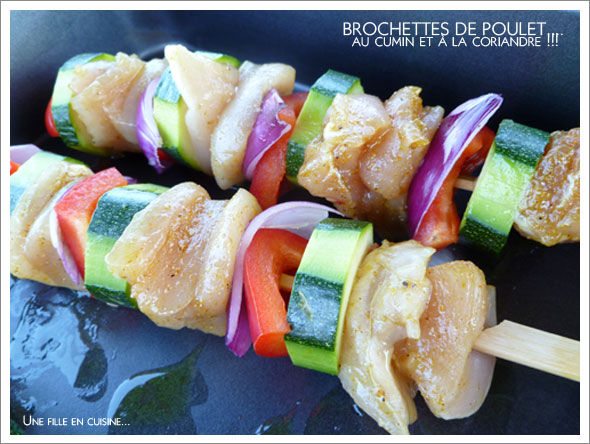 BROCHETTES DE POULET...
AU CUMIN ET À LA CORIANDRE !!!
UNE FILLE EN CUISINE...